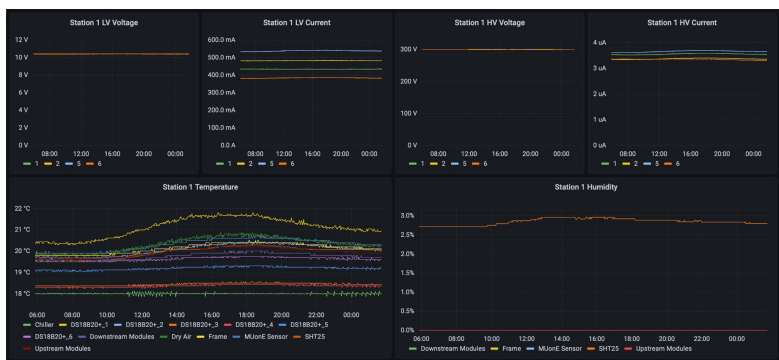 Station 1 LV Voltage
12 V
10 V
8 V
6 V
4 V
2 V
0 V
08:00 12:00 16:00 20:00 00:00
1 2 5 6
Station 1 LV Current
600.0 mA
500.0 mA
400.0 mA
300.0 mA
200.0 mA
100.0 mA
0.0 A
08:00 12:00 16:00 20:00 00:00
1 2 5 6
Station 1 HV Voltage
300 V
200 V
100 V
0 V
08:00 12:00 16:00 20:00 00:00
1 2 5 6
Station 1 HV Current
4 uA
3 uA
2 uA
1 uA
0 uA
08:00 12:00 16:00 20:00 00:00
1 2 5 6
Station 1 Temperature
22 °C
21 °C
20 °C
19 °C
18 °C
06:00 08:00 10:00 12:00 14:00 16:00 18:00 20:00 22:00 00:00
Chiller DS18B20+_1 DS18B20+_2 DS18B20+_3 DS18B20+_4 DS18B20+_5
DS18B20+_6 Downstream Modules Dry Air Frame MUonE Sensor SHT25
Upstream Modules
Station 1 Humidity
3.0%
2.5%
2.0%
1.5%
1.0%
0.5%
0.0%
06:00 08:00 10:00 12:00 14:00 16:00 18:00 20:00 22:00 00:00
Downstream Modules Frame MUonE Sensor SHT25 Upstream Modules